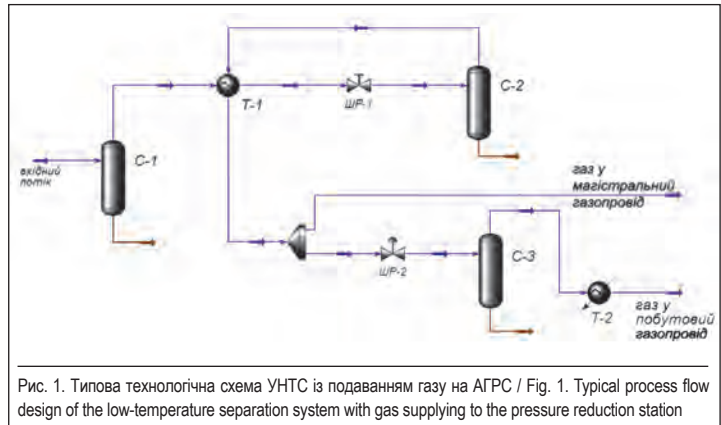 С-2
Т-1
ШР-1
С-1
вхідний
потік
газ у
магістральний
газопровід
С-3
ШР-2
Т-2
газ у
побутовий
газопровід
Рис. 1. Типова технологічна схема УНТС із подаванням газу на АГРС / Fig. 1. Typical process flow
design of the low-temperature separation system with gas supplying to the pressure reduction station